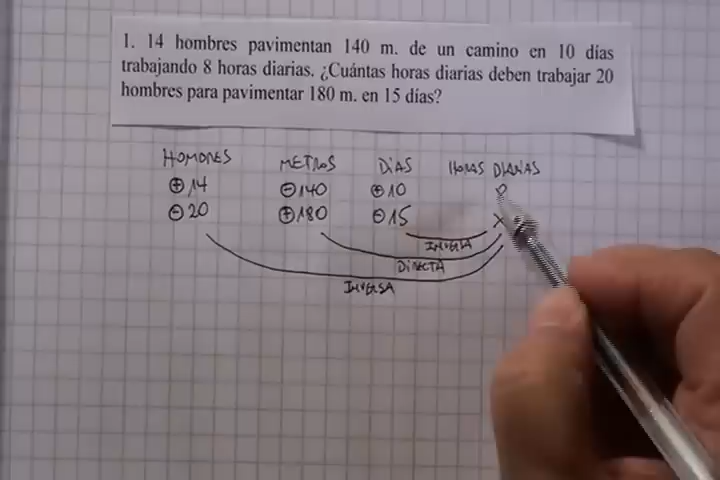 1. 14 hombres pavimentan 140 m. de un camino en 10 días
trabajando 8 horas diarias. ¿Cuántas horas diarias deben trabajar 20
hombres para pavimentar 180 m. en 15 días?
HOMBRES METROS DÍAS HORAS DIARIAS
⊕14 ⊖140 ⊕10 8
⊖20 ⊕180 ⊖15 X
INVERSA
DIRECTA
INVERSA